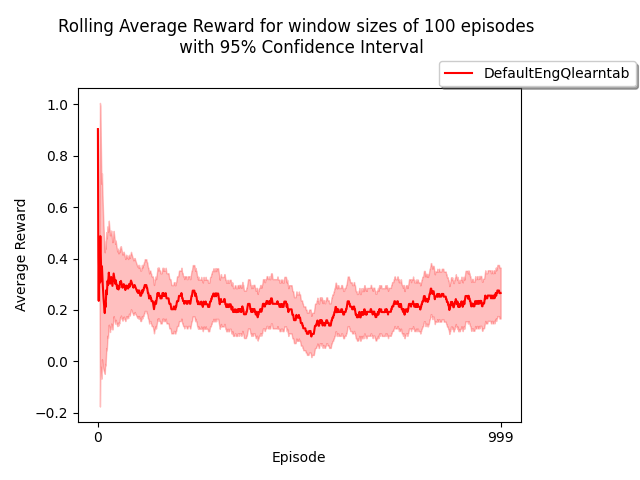 Rolling Average Reward for window sizes of 100 episodes
with 95% Confidence Interval
DefaultEngQlearntab
1.0
0.8
0.6
0.4
0.2
0.0
−0.2
Average Reward
0
999
Episode